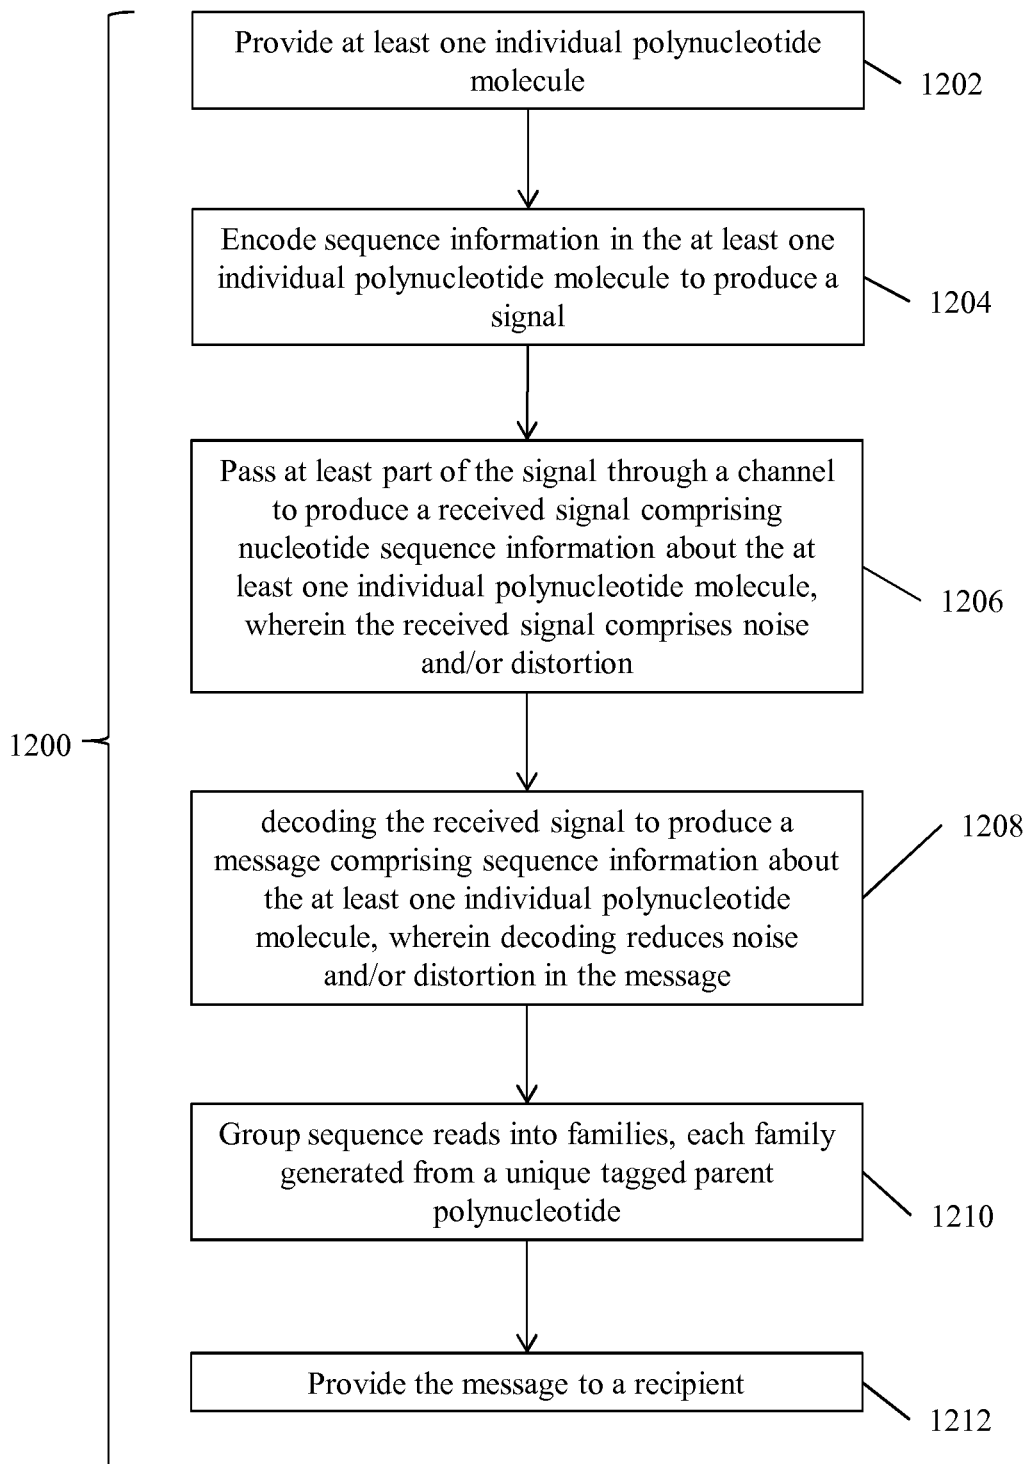 Provide at least one individual polynucleotide
molecule
1202
Encode sequence information in the at least one
individual polynucleotide molecule to produce a
signal
1204
Pass at least part of the signal through a channel
to produce a received signal comprising
nucleotide sequence information about the at
least one individual polynucleotide molecule,
wherein the received signal comprises noise
and/or distortion
1206
1200
decoding the received signal to produce a
message comprising sequence information about
the at least one individual polynucleotide
molecule, wherein decoding reduces noise
and/or distortion in the message
1208
Group sequence reads into families, each family
generated from a unique tagged parent
polynucleotide
1210
Provide the message to a recipient
1212